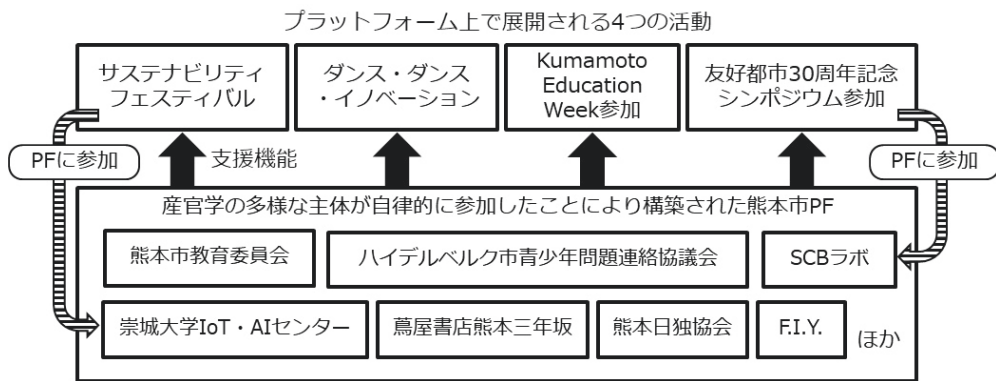 プラットフォーム上で展開される4つの活動
サステナビリティ
フェスティバル
ダンス・ダンス
・イノベーション
Kumamoto
Education
Week参加
友好都市30周年記念
シンポジウム参加
PFに参加
支援機能
PFに参加
産官学の多様な主体が自律的に参加したことにより構築された熊本市PF
熊本市教育委員会
ハイデルベルク市青少年問題連絡協議会
SCBラボ
崇城大学IoT・AIセンター
蔦屋書店熊本三年坂
熊本日独協会
F.I.Y.
ほか